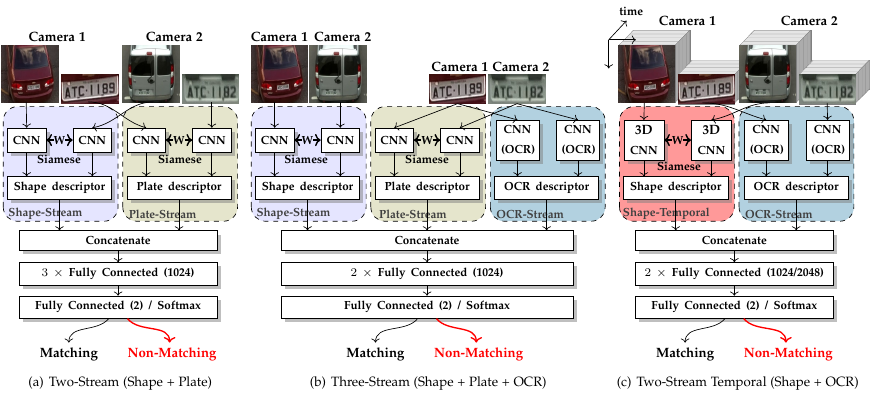 Camera 1
Camera 2
ATC-1189
ATC-1182
CNN
W
CNN
Siamese
CNN
W
CNN
Siamese
Shape descriptor
Plate descriptor
Shape-Stream
Plate-Stream
Concatenate
3 × Fully Connected (1024)
Fully Connected (2) / Softmax
Matching
Non-Matching
(a) Two-Stream (Shape + Plate)
Camera 1
Camera 2
Camera 1
Camera 2
ATC-1189
ATC-1182
CNN
W
CNN
Siamese
CNN
W
CNN
Siamese
CNN
(OCR)
CNN
(OCR)
Shape descriptor
Plate descriptor
OCR descriptor
Shape-Stream
Plate-Stream
OCR-Stream
Concatenate
2 × Fully Connected (1024)
Fully Connected (2) / Softmax
Matching
Non-Matching
(b) Three-Stream (Shape + Plate + OCR)
time
Camera 1
Camera 2
ATC-1189
ATC-1182
3D
CNN
W
3D
CNN
Siamese
CNN
(OCR)
CNN
(OCR)
Shape descriptor
OCR descriptor
Shape-Temporal
OCR-Stream
Concatenate
2 × Fully Connected (1024/2048)
Fully Connected (2) / Softmax
Matching
Non-Matching
(c) Two-Stream Temporal (Shape + OCR)